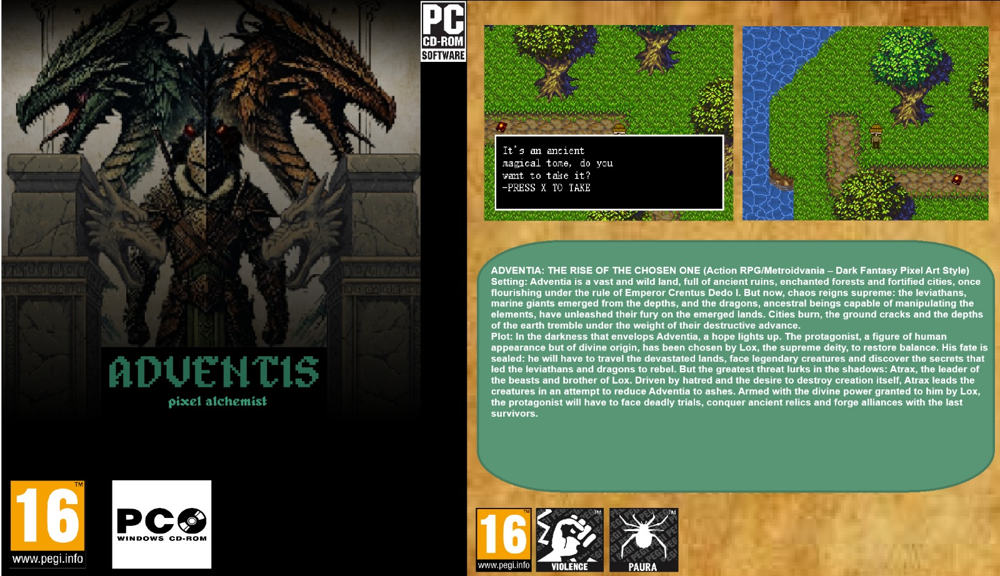 PC
CD-ROM
SOFTWARE
ADVENTIS
pixel alchemist
16
TM
www.pegi.info
PC
WINDOWS CD-ROM
It's an ancient
magical tome, do you
want to take it?
-PRESS X TO TAKE
ADVENTIA: THE RISE OF THE CHOSEN ONE (Action RPG/Metroidvania – Dark Fantasy Pixel Art Style)
Setting: Adventia is a vast and wild land, full of ancient ruins, enchanted forests and fortified cities, once
flourishing under the rule of Emperor Crentus Dedo I. But now, chaos reigns supreme: the leviathans,
marine giants emerged from the depths, and the dragons, ancestral beings capable of manipulating the
elements, have unleashed their fury on the emerged lands. Cities burn, the ground cracks and the depths
of the earth tremble under the weight of their destructive advance.
Plot: In the darkness that envelops Adventia, a hope lights up. The protagonist, a figure of human
appearance but of divine origin, has been chosen by Lox, the supreme deity, to restore balance. His fate is
sealed: he will have to travel the devastated lands, face legendary creatures and discover the secrets that
led the leviathans and dragons to rebel. But the greatest threat lurks in the shadows: Atrax, the leader of
the beasts and brother of Lox. Driven by hatred and the desire to destroy creation itself, Atrax leads the
creatures in an attempt to reduce Adventia to ashes. Armed with the divine power granted to him by Lox,
the protagonist will have to face deadly trials, conquer ancient relics and forge alliances with the last
survivors.
16
TM
www.pegi.info
TM
VIOLENCE
TM
PAURA